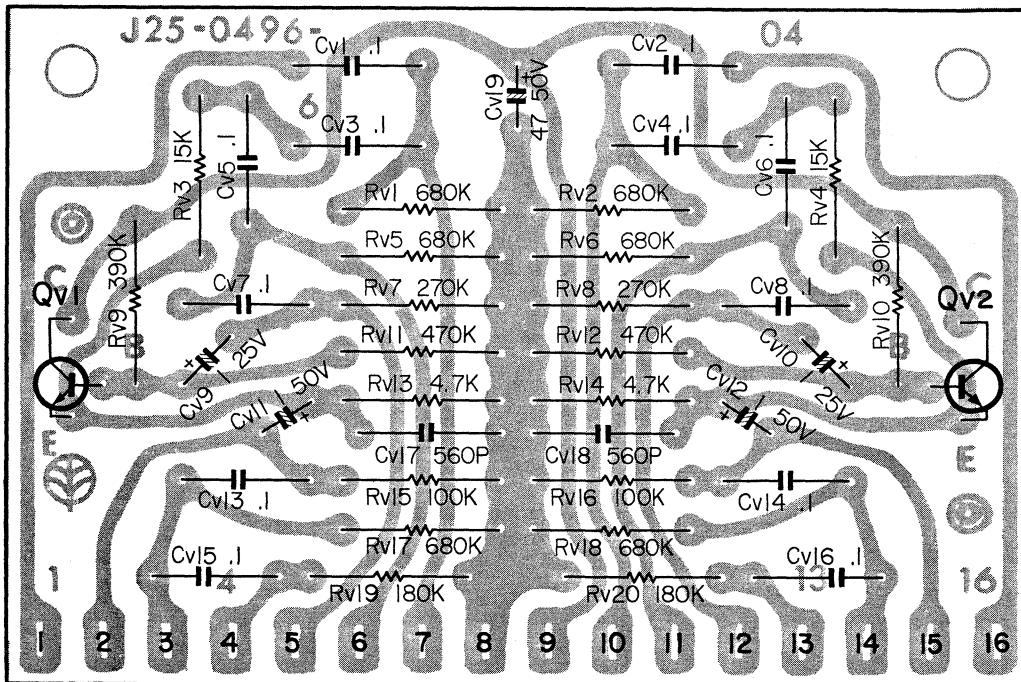 J25-0496-
04
Cv1 .1
Cv2 .1
6
Cv19
47 50V
+
Cv3 .1
Cv4 .1
Rv3 15K
Cv5 .1
Cv6 .1
Rv4 15K
Rv1 680K
Rv2 680K
Rv5 680K
Rv6 680K
C
Qv1
Rv9 390K
Cv7 .1
Rv7 270K
Rv8 270K
Cv8 .1
Rv10 390K
C
Qv2
B
Cv9 1 25V
+
Rv11 470K
Rv12 470K
Cv10 1 25V
+
B
Cv11 1 50V
+
Rv13 4.7K
Rv14 4.7K
Cv12 1 50V
+
E
Cv17 560P
Cv18 560P
E
Cv13 .1
Rv15 100K
Rv16 100K
Cv14 .1
Rv17 680K
Rv18 680K
1
Cv15 .1
4
Rv19 180K
Rv20 180K
Cv16 .1
13
16
1 2 3 4 5 6 7 8 9 10 11 12 13 14 15 16